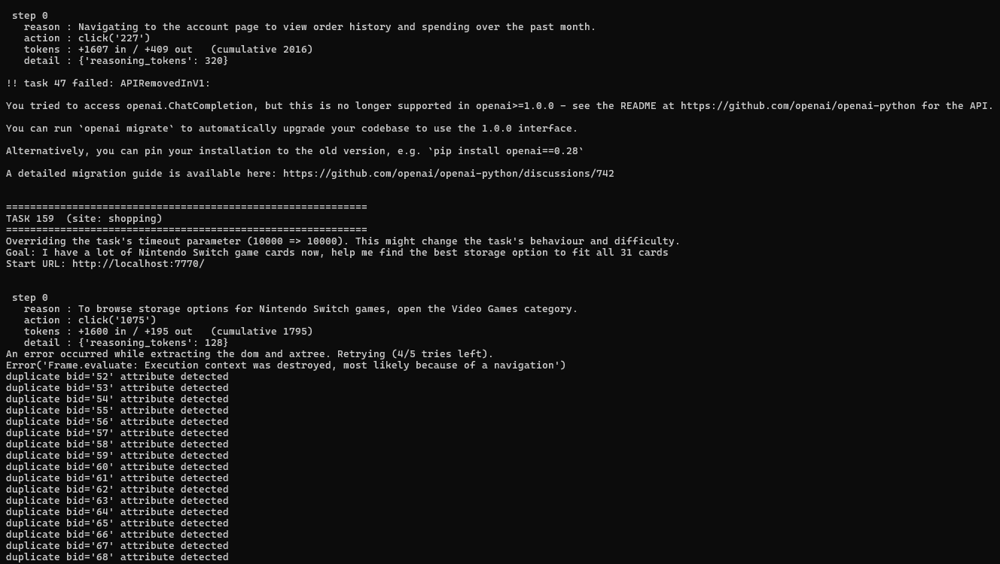 step 0
reason : Navigating to the account page to view order history and spending over the past month.
action : click('227')
tokens : +1607 in / +409 out   (cumulative 2016)
detail : {'reasoning_tokens': 320}
!! task 47 failed: APIRemovedInV1:
You tried to access openai.ChatCompletion, but this is no longer supported in openai>=1.0.0 - see the README at https://github.com/openai/openai-python for the API.
You can run `openai migrate` to automatically upgrade your codebase to use the 1.0.0 interface.
Alternatively, you can pin your installation to the old version, e.g. `pip install openai==0.28`
A detailed migration guide is available here: https://github.com/openai/openai-python/discussions/742
============================================================
TASK 159  (site: shopping)
============================================================
Overriding the task's timeout parameter (10000 => 10000). This might change the task's behaviour and difficulty.
Goal: I have a lot of Nintendo Switch game cards now, help me find the best storage option to fit all 31 cards
Start URL: http://localhost:7770/
step 0
reason : To browse storage options for Nintendo Switch games, open the Video Games category.
action : click('1075')
tokens : +1600 in / +195 out   (cumulative 1795)
detail : {'reasoning_tokens': 128}
An error occurred while extracting the dom and axtree. Retrying (4/5 tries left).
Error('Frame.evaluate: Execution context was destroyed, most likely because of a navigation')
duplicate bid='52' attribute detected
duplicate bid='53' attribute detected
duplicate bid='54' attribute detected
duplicate bid='55' attribute detected
duplicate bid='56' attribute detected
duplicate bid='57' attribute detected
duplicate bid='58' attribute detected
duplicate bid='59' attribute detected
duplicate bid='60' attribute detected
duplicate bid='61' attribute detected
duplicate bid='62' attribute detected
duplicate bid='63' attribute detected
duplicate bid='64' attribute detected
duplicate bid='65' attribute detected
duplicate bid='66' attribute detected
duplicate bid='67' attribute detected
duplicate bid='68' attribute detected